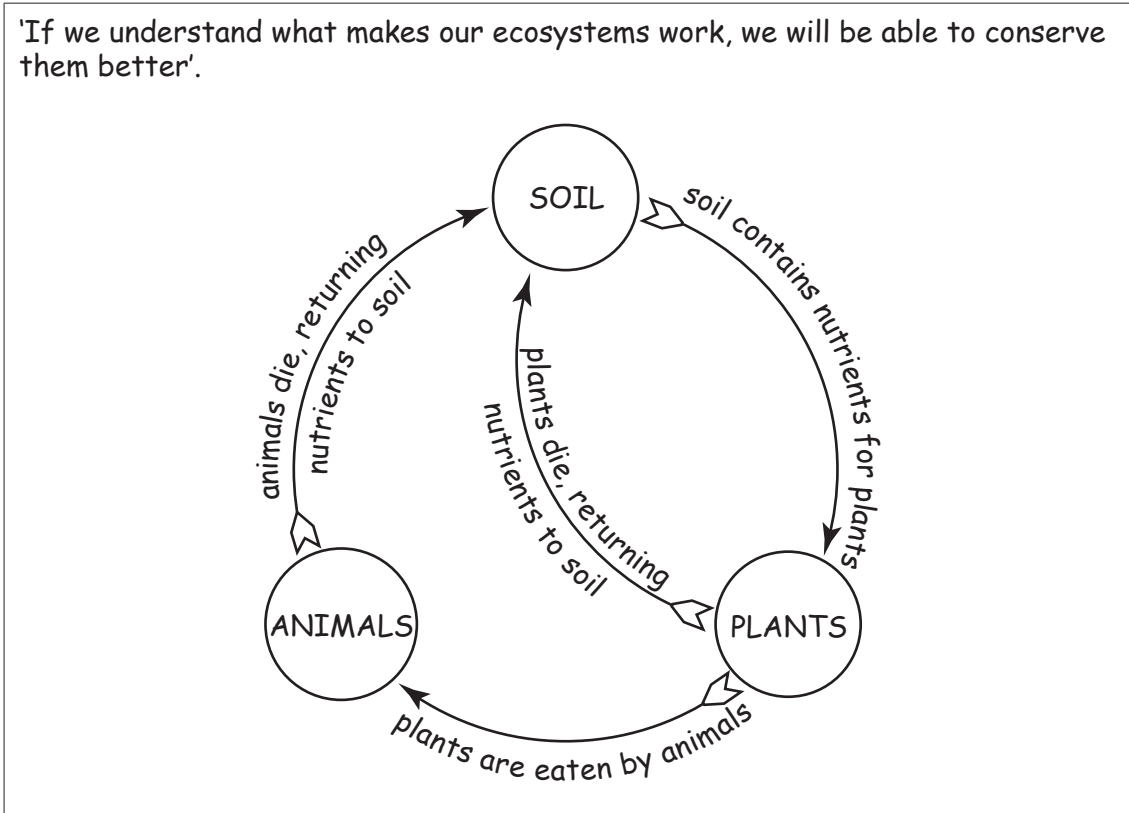 ‘If we understand what makes our ecosystems work, we will be able to conserve
them better’.
SOIL
soil contains nutrients for plants
animals die, returning
nutrients to soil
plants die, returning
nutrients to soil
ANIMALS
PLANTS
plants are eaten by animals